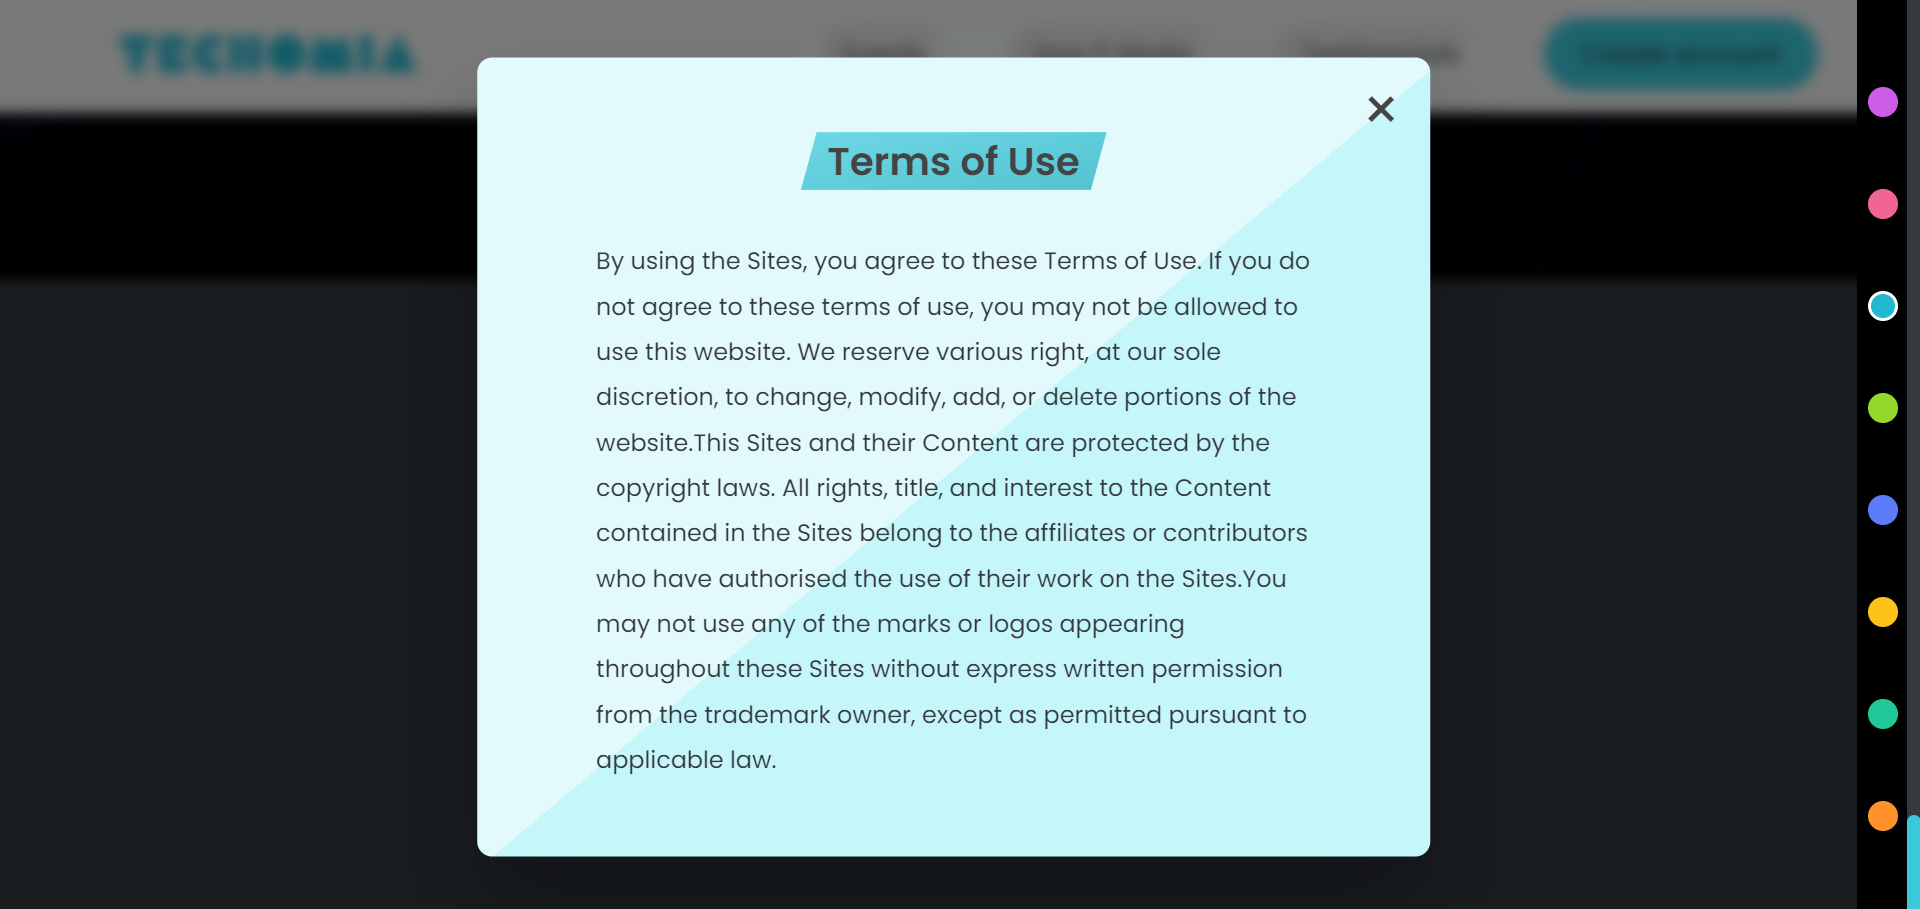 TECHOMIA
Terms of Use
By using the Sites, you agree to these Terms of Use. If you do
not agree to these terms of use, you may not be allowed to
use this website. We reserve various right, at our sole
discretion, to change, modify, add, or delete portions of the
website.This Sites and their Content are protected by the
copyright laws. All rights, title, and interest to the Content
contained in the Sites belong to the affiliates or contributors
who have authorised the use of their work on the Sites.You
may not use any of the marks or logos appearing
throughout these Sites without express written permission
from the trademark owner, except as permitted pursuant to
applicable law.